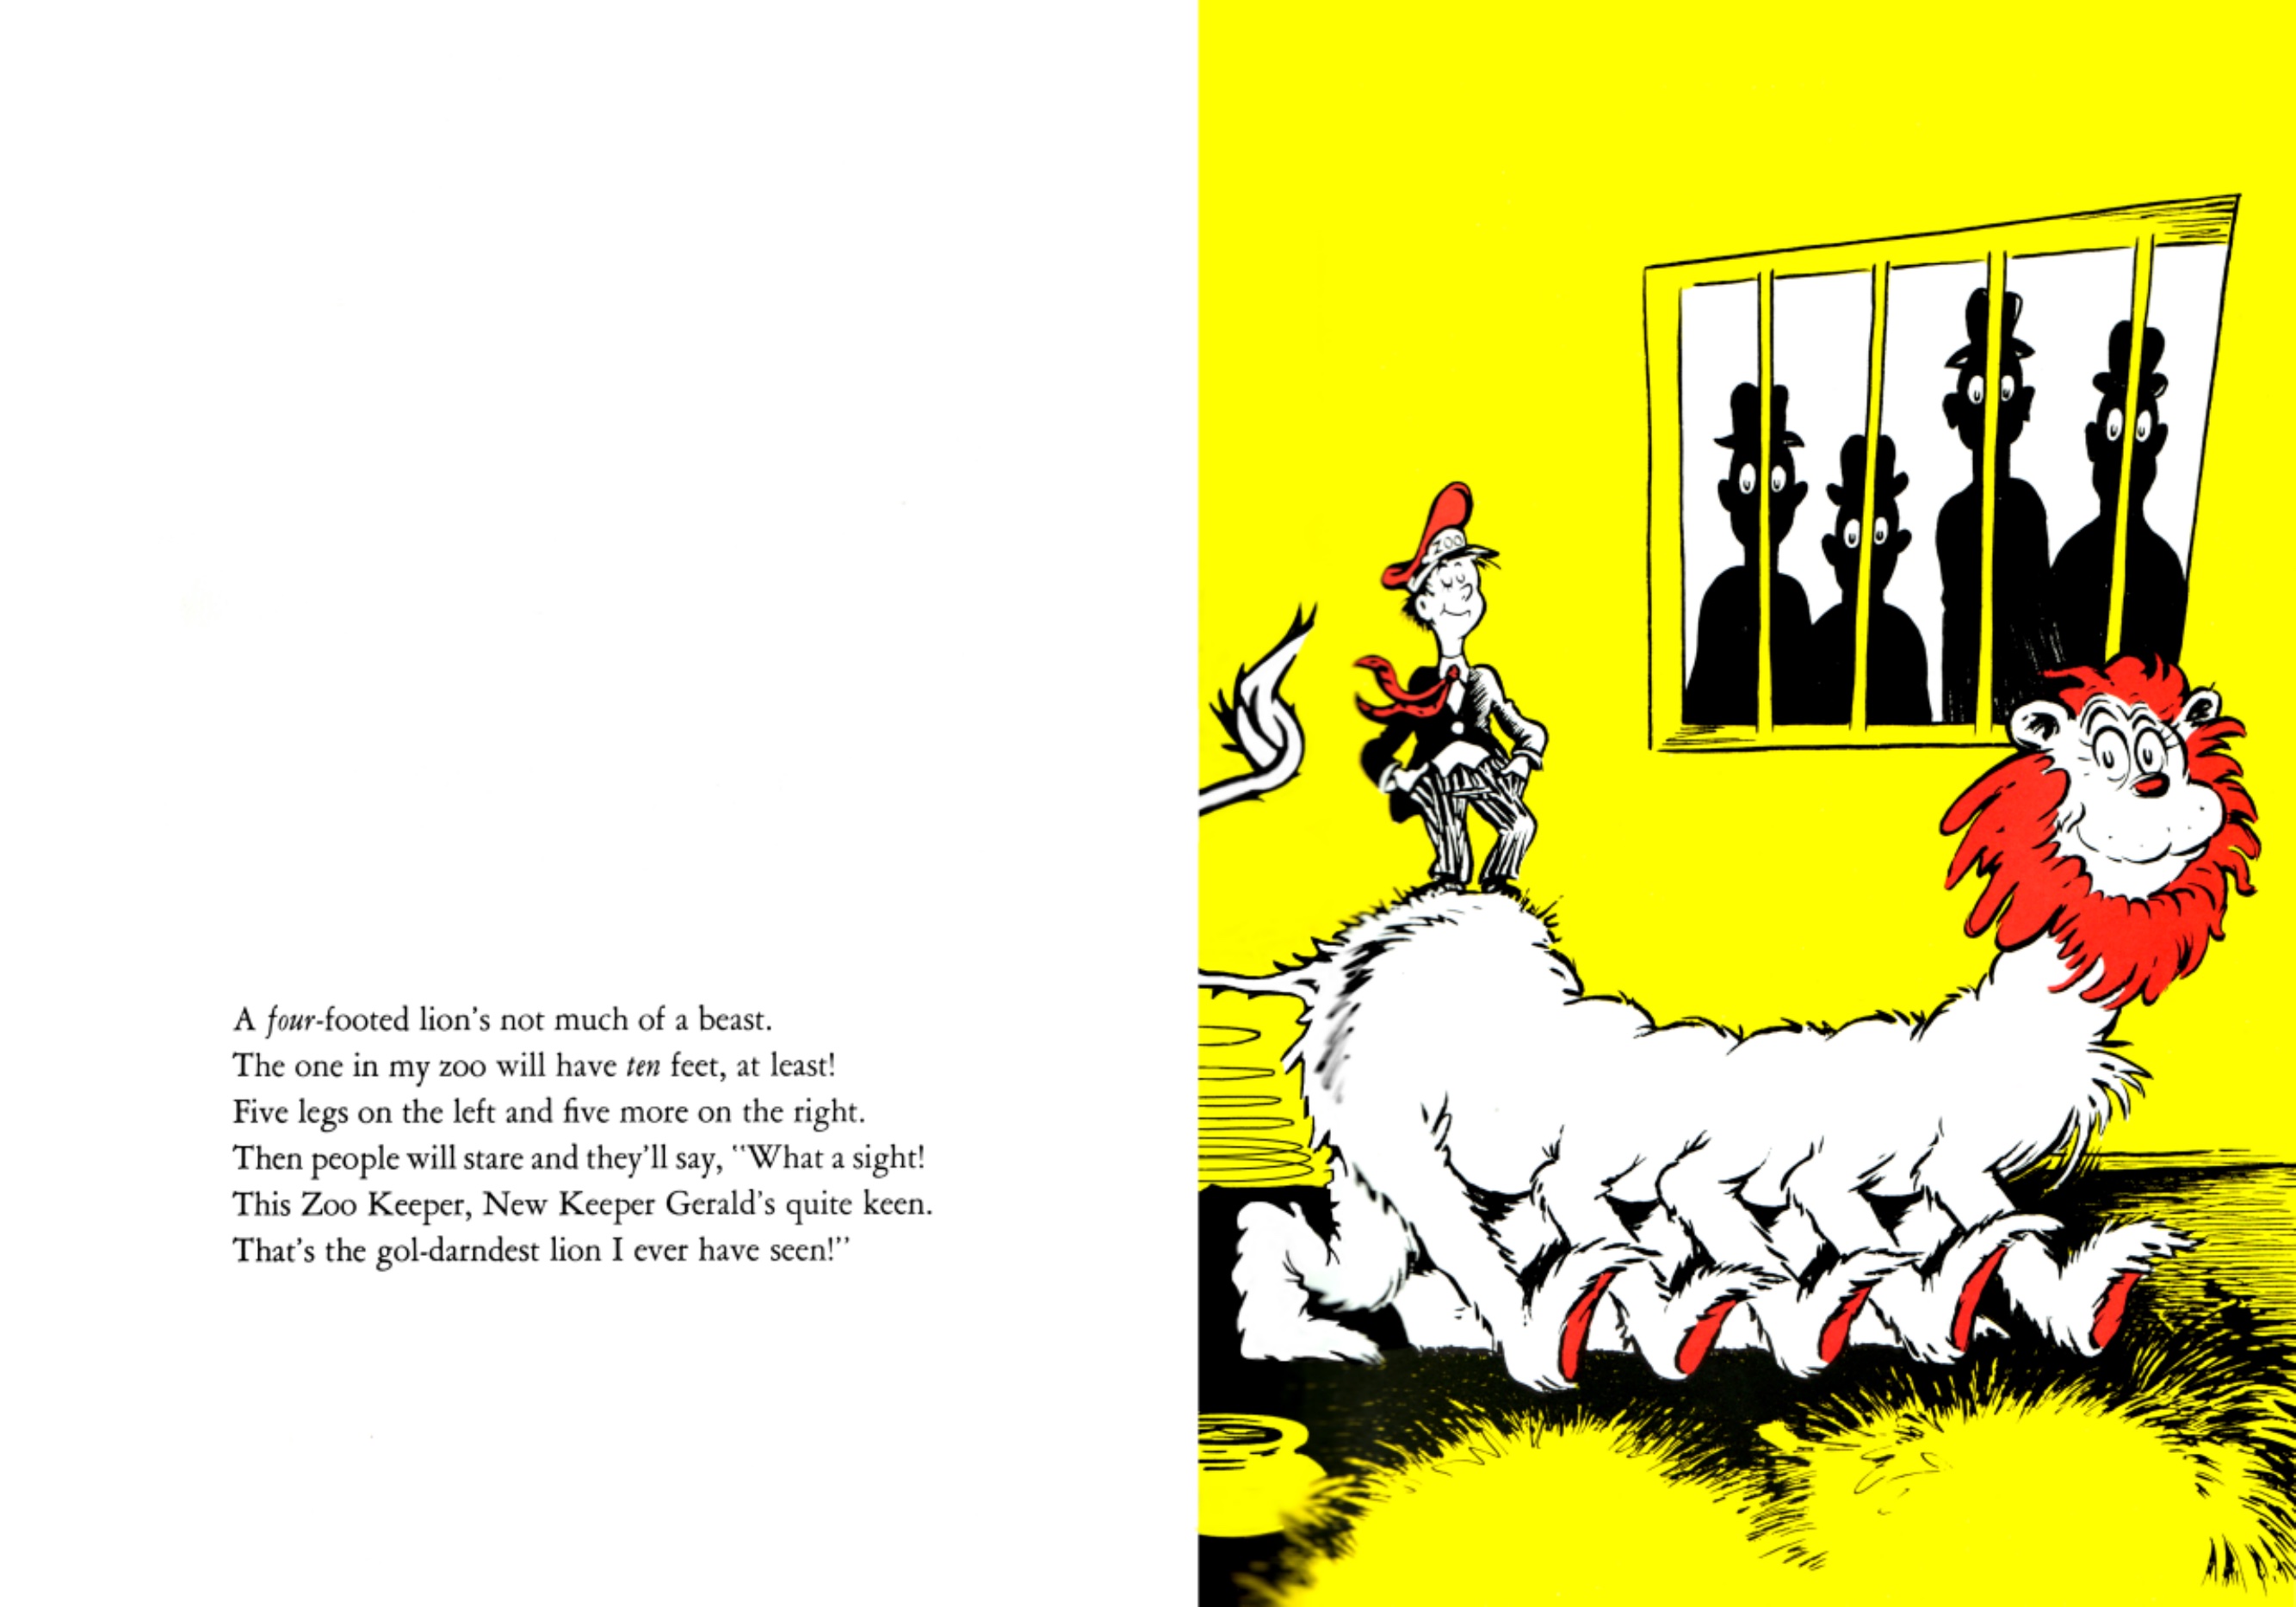 A four-footed lion's not much of a beast.
The one in my zoo will have ten feet, at least!
Five legs on the left and five more on the right.
Then people will stare and they'll say, "What a sight!
This Zoo Keeper, New Keeper Gerald's quite keen.
That's the gol-darndest lion I ever have seen!"
ZOO